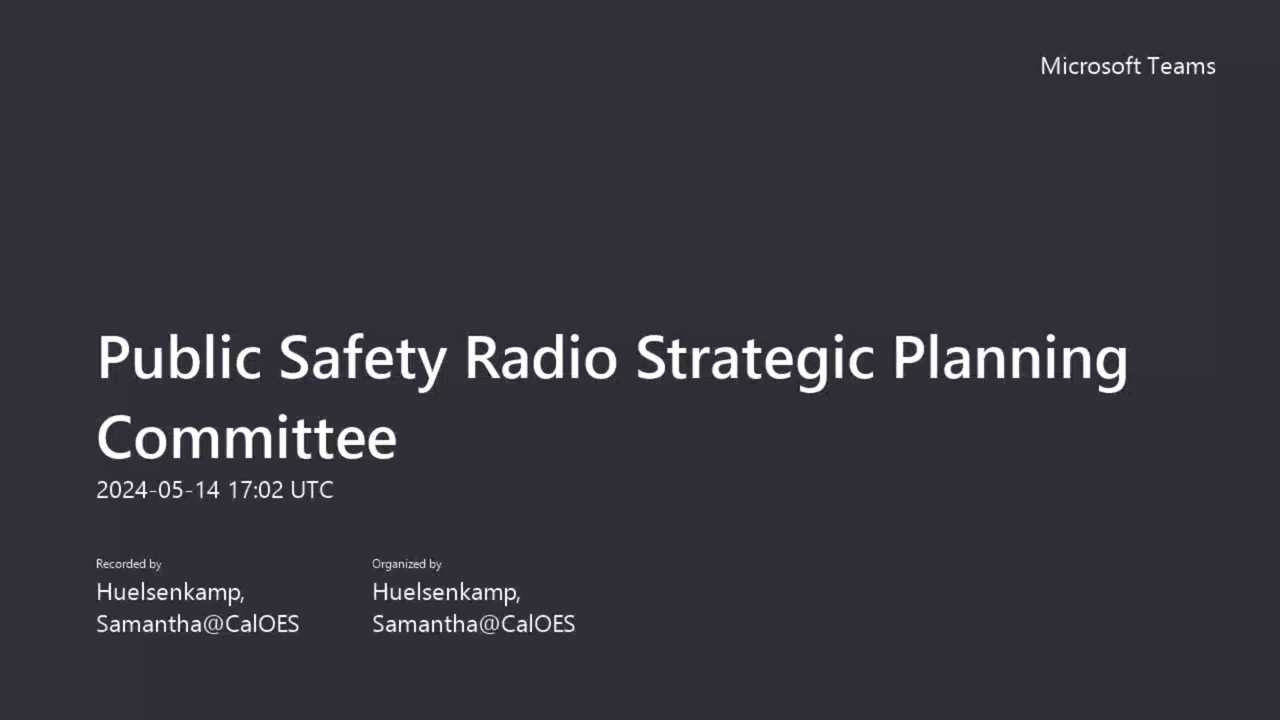 Microsoft Teams
Public Safety Radio Strategic Planning
Committee
2024-05-14 17:02 UTC
Recorded by
Huelsenkamp,
Samantha@CalOES
Organized by
Huelsenkamp,
Samantha@CalOES